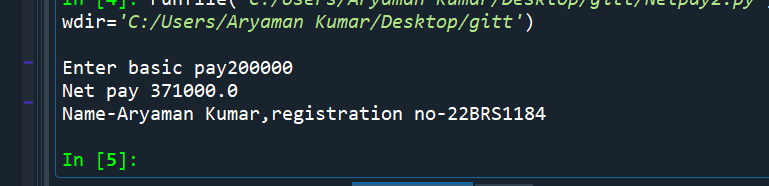 In [4]: runfile('C:/Users/Aryaman Kumar/Desktop/gitt/Netpay2.py',
wdir='C:/Users/Aryaman Kumar/Desktop/gitt')
Enter basic pay200000
Net pay 371000.0
Name-Aryaman Kumar,registration no-22BRS1184
In [5]: